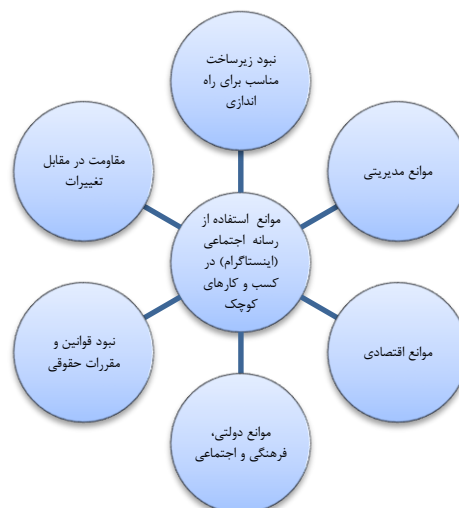 نبود زیرساخت
مناسب برای راه
اندازی
موانع مدیریتی
موانع اقتصادی
موانع دولتی،
فرهنگی و اجتماعی
نبود قوانین و
مقررات حقوقی
مقاومت در مقابل
تغییرات
موانع استفاده از
رسانه اجتماعی
(اینستاگرام) در
کسب و کارهای
کوچک